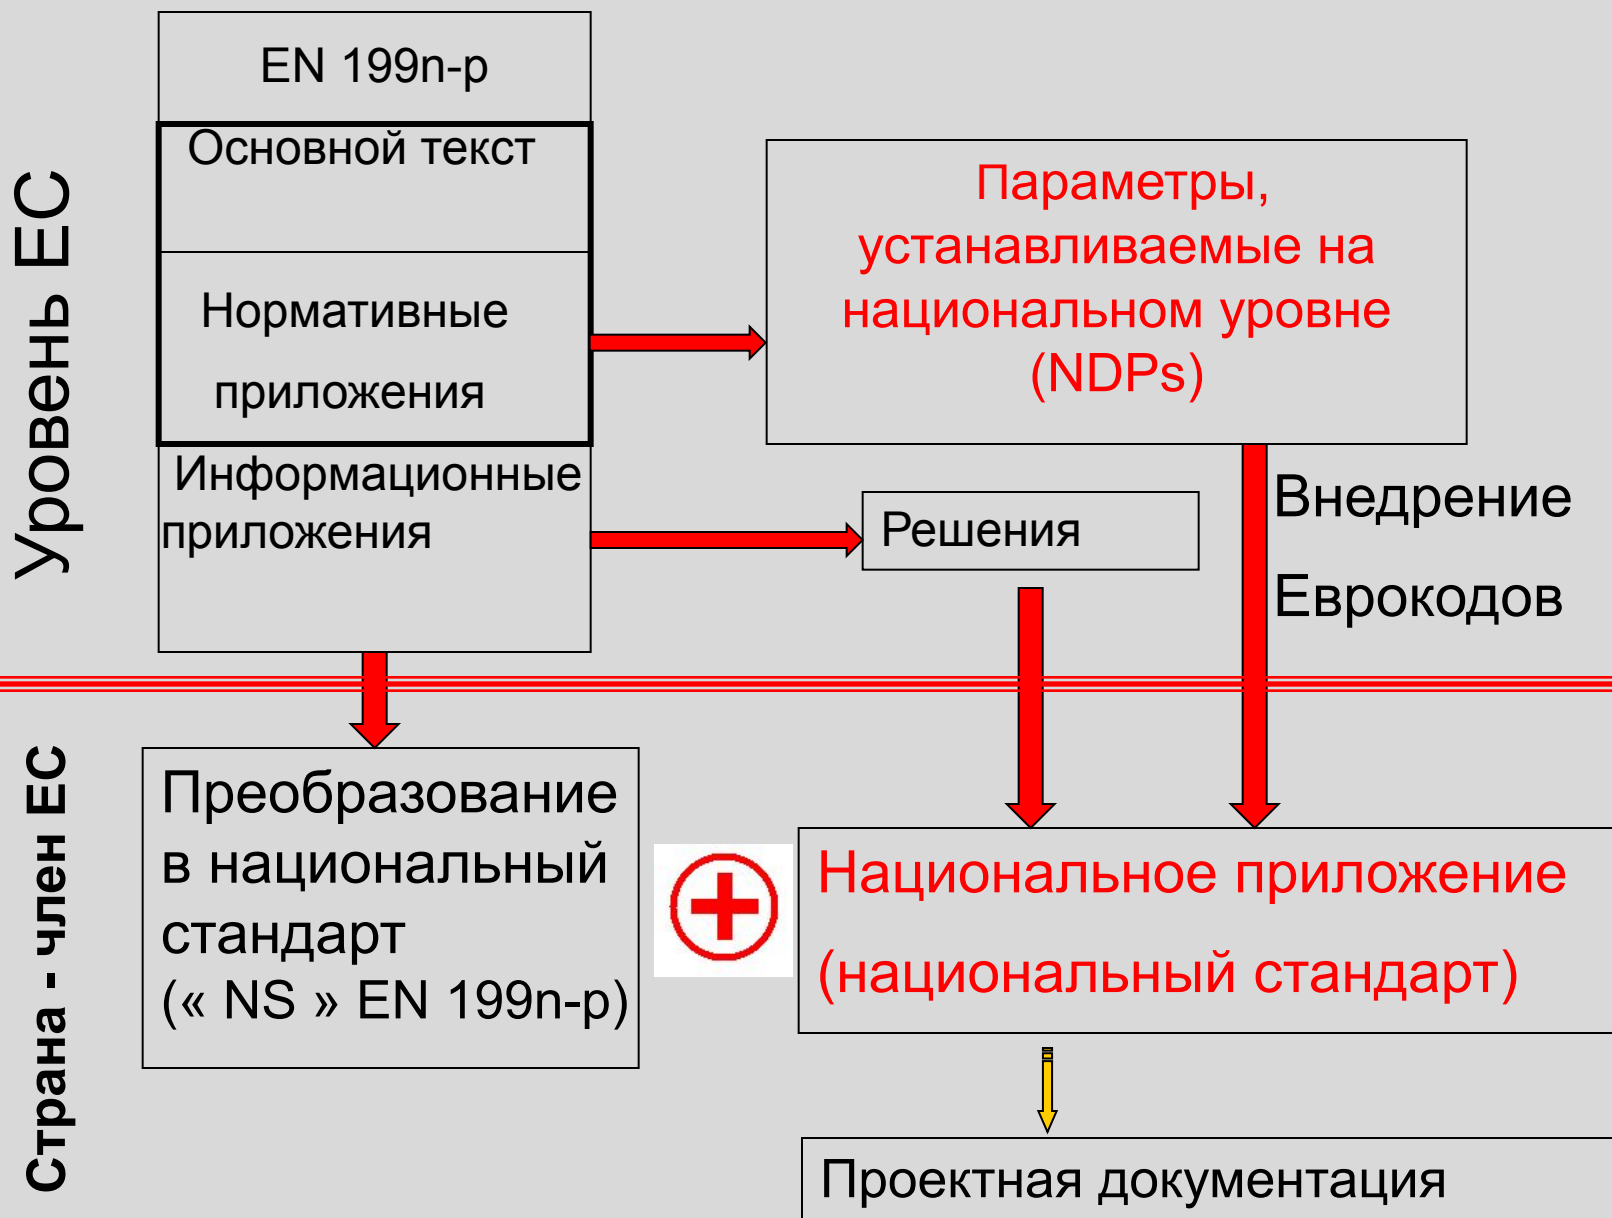 Уровень ЕС
EN 199n-p
Основной текст
Нормативные
приложения
Информационные
приложения
Параметры,
устанавливаемые на
национальном уровне
(NDPs)
Решения
Внедрение
Еврокодов
Страна - член ЕС
Преобразование
в национальный
стандарт
(« NS » EN 199n-p)
Национальное приложение
(национальный стандарт)
Проектная документация